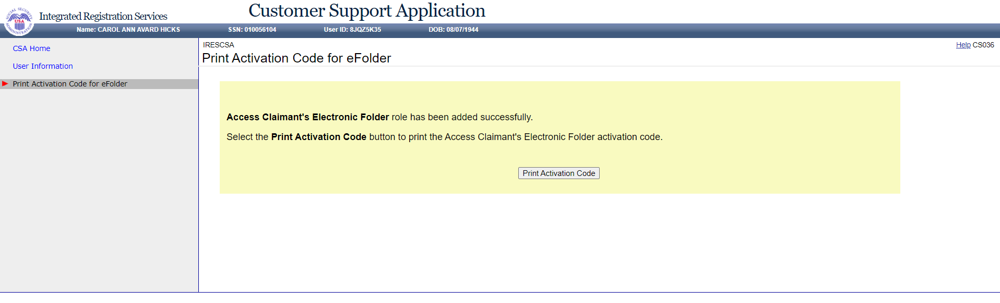 Customer Support Application
SOCIAL SECURITY ADMINISTRATION
USA
Integrated Registration Services
Name: CAROL ANN AVARD HICKS SSN: 010056104 User ID: 8JQZ5K35 DOB: 08/07/1944
CSA Home
User Information
Print Activation Code for eFolder
IRESCSA
Help CS036
Print Activation Code for eFolder
Access Claimant's Electronic Folder role has been added successfully.
Select the Print Activation Code button to print the Access Claimant's Electronic Folder activation code.
Print Activation Code